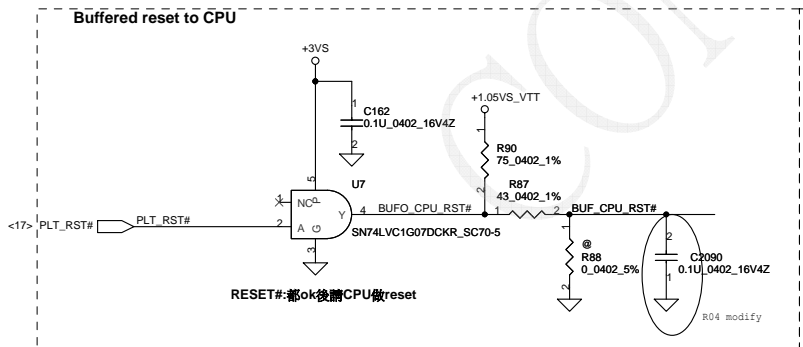 Buffered reset to CPU
+3VS
1
C162
0.1U_0402_16V4Z
2
+1.05VS_VTT
1
R90
75_0402_1%
2
R87
43_0402_1%
U7
5
1
NC
P
Y
4
BUFO_CPU_RST#
1
2
BUF_CPU_RST#
<17>
PLT_RST#
PLT_RST#
2
A
G
3
SN74LVC1G07DCKR_SC70-5
1
@
R88
0_0402_5%
2
2
C2090
0.1U_0402_16V4Z
1
RESET#:都ok後請CPU做reset
R04 modify